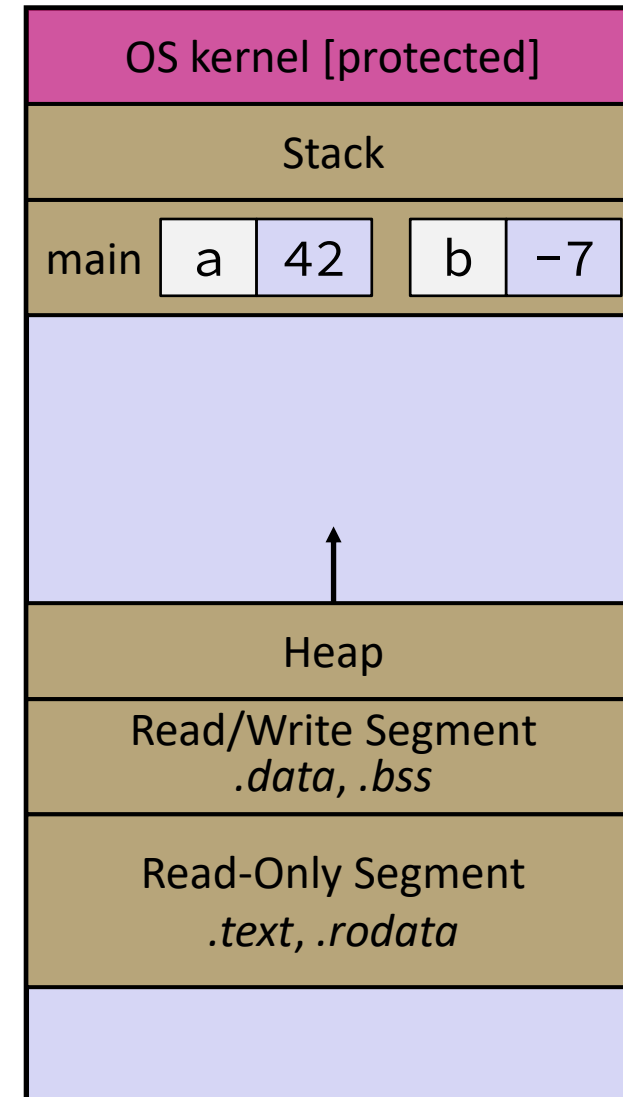 OS kernel [protected]
Stack
main a 42 b -7
Heap
Read/Write Segment
.data, .bss
Read-Only Segment
.text, .rodata